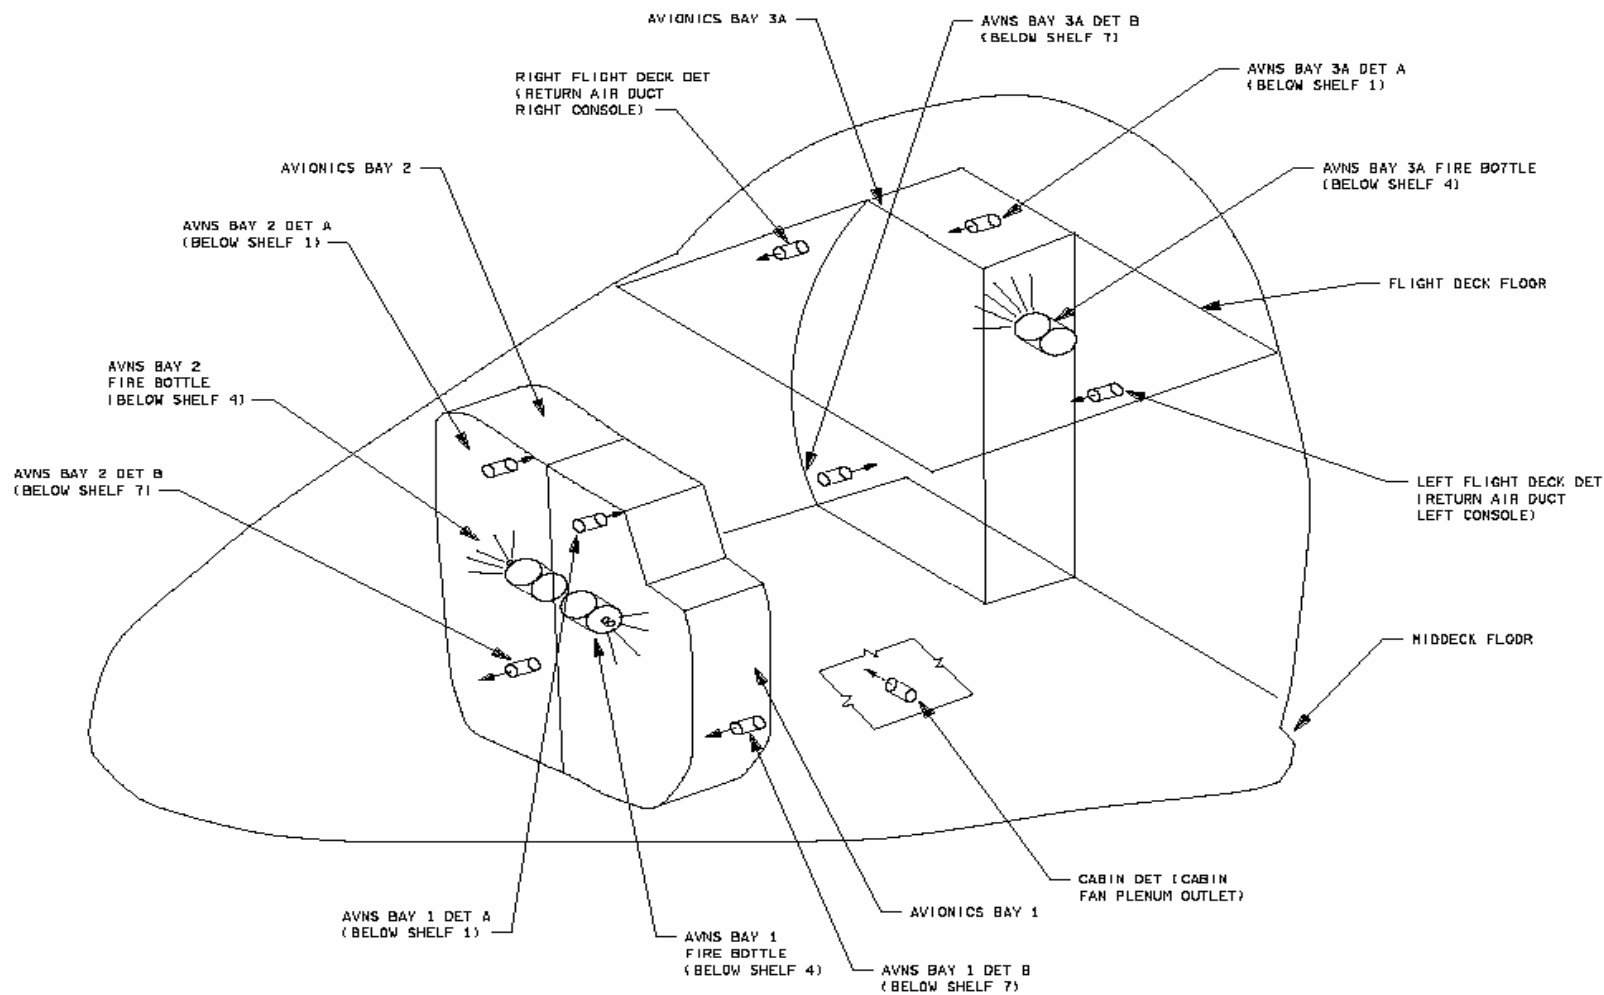 AVIONICS BAY 3A
AVNS BAY 3A DET B
(BELOW SHELF 7)
RIGHT FLIGHT DECK DET
(RETURN AIR DUCT
RIGHT CONSOLE)
AVNS BAY 3A DET A
(BELOW SHELF 1)
AVIONICS BAY 2
AVNS BAY 3A FIRE BOTTLE
(BELOW SHELF 4)
AVNS BAY 2 DET A
(BELOW SHELF 1)
FLIGHT DECK FLOOR
AVNS BAY 2
FIRE BOTTLE
(BELOW SHELF 4)
AVNS BAY 2 DET B
(BELOW SHELF 7)
LEFT FLIGHT DECK DET
(RETURN AIR DUCT
LEFT CONSOLE)
MIDDECK FLOOR
CABIN DET (CABIN
FAN PLENUM OUTLET)
AVIONICS BAY 1
AVNS BAY 1 DET A
(BELOW SHELF 1)
AVNS BAY 1
FIRE BOTTLE
(BELOW SHELF 4)
AVNS BAY 1 DET B
(BELOW SHELF 7)